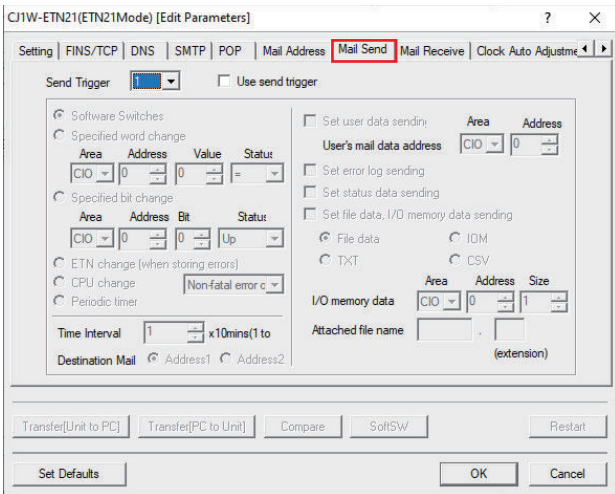 CJ1W-ETN21(ETN21Mode) [Edit Parameters] ? ×
Setting FINS/TCP DNS SMTP POP Mail Address Mail Send Mail Receive Clock Auto Adjustme
Send Trigger 1 Use send trigger
Software Switches
Specified word change
Area Address Value Status
CIO 0 0 =
Specified bit change
Area Address Bit Status
CIO 0 0 Up
ETN change (when storing errors)
CPU change Non-fatal error c
Periodic timer
Time Interval 1 x10mins(1 to
Destination Mail Address1 Address2
Set user data sending Area Address
User's mail data address CIO 0
Set error log sending
Set status data sending
Set file data, I/O memory data sending
File data IOM
TXT CSV
Area Address Size
I/O memory data CIO 0 1
Attached file name .
(extension)
Transfer[Unit to PC] Transfer[PC to Unit] Compare SoftSW Restart
Set Defaults OK Cancel